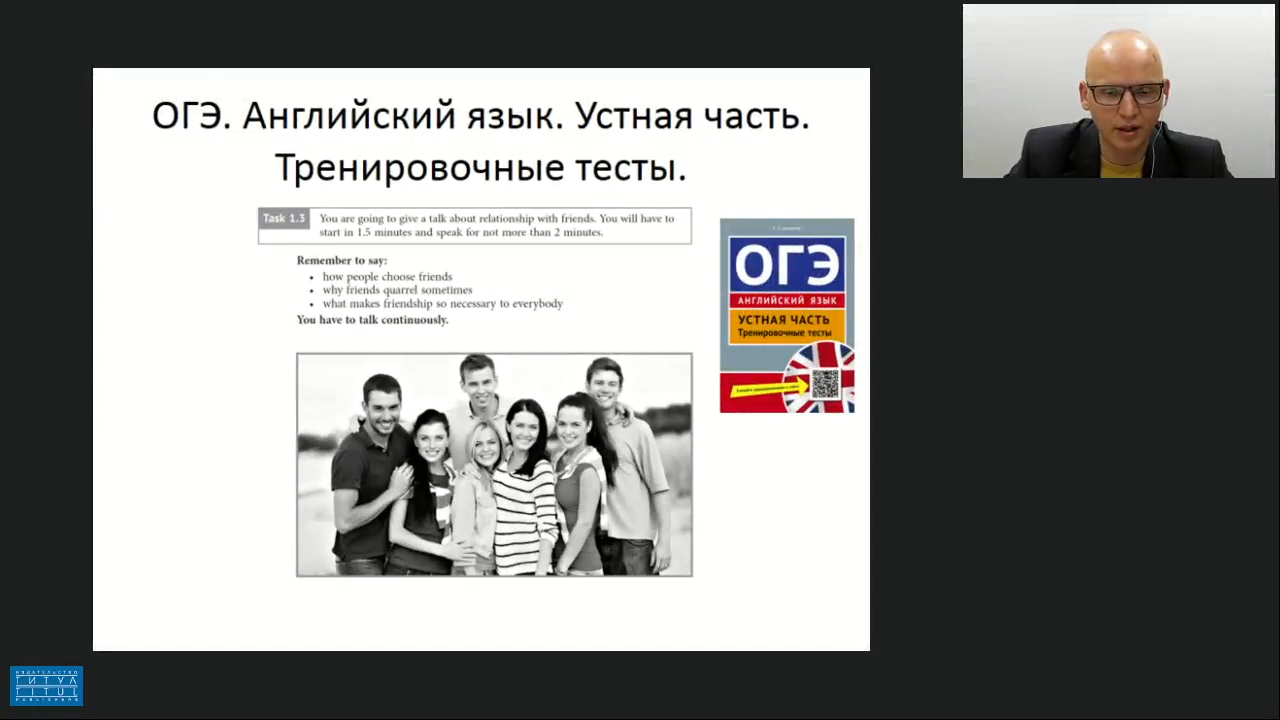 ОГЭ. Английский язык. Устная часть.
Тренировочные тесты.
Task 1.3 You are going to give a talk about relationship with friends. You will have to
start in 1.5 minutes and speak for not more than 2 minutes.
Remember to say:
• how people choose friends
• why friends quarrel sometimes
• what makes friendship so necessary to everybody
You have to talk continuously.
ОГЭ
АНГЛИЙСКИЙ ЯЗЫК
УСТНАЯ ЧАСТЬ
Тренировочные тесты
ИЗДАТЕЛЬСТВО
ТИТУЛ
TITUL
PUBLISHERS